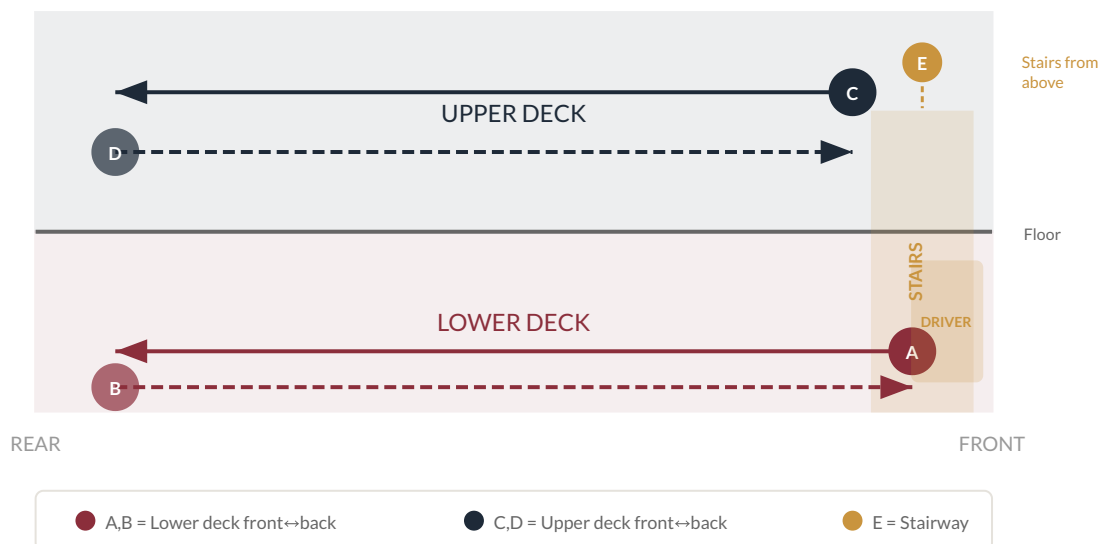 E
Stairs from
above
C
UPPER DECK
D
Floor
STAIRS
LOWER DECK
DRIVER
A
B
REAR
FRONT
A,B = Lower deck front↔back
C,D = Upper deck front↔back
E = Stairway